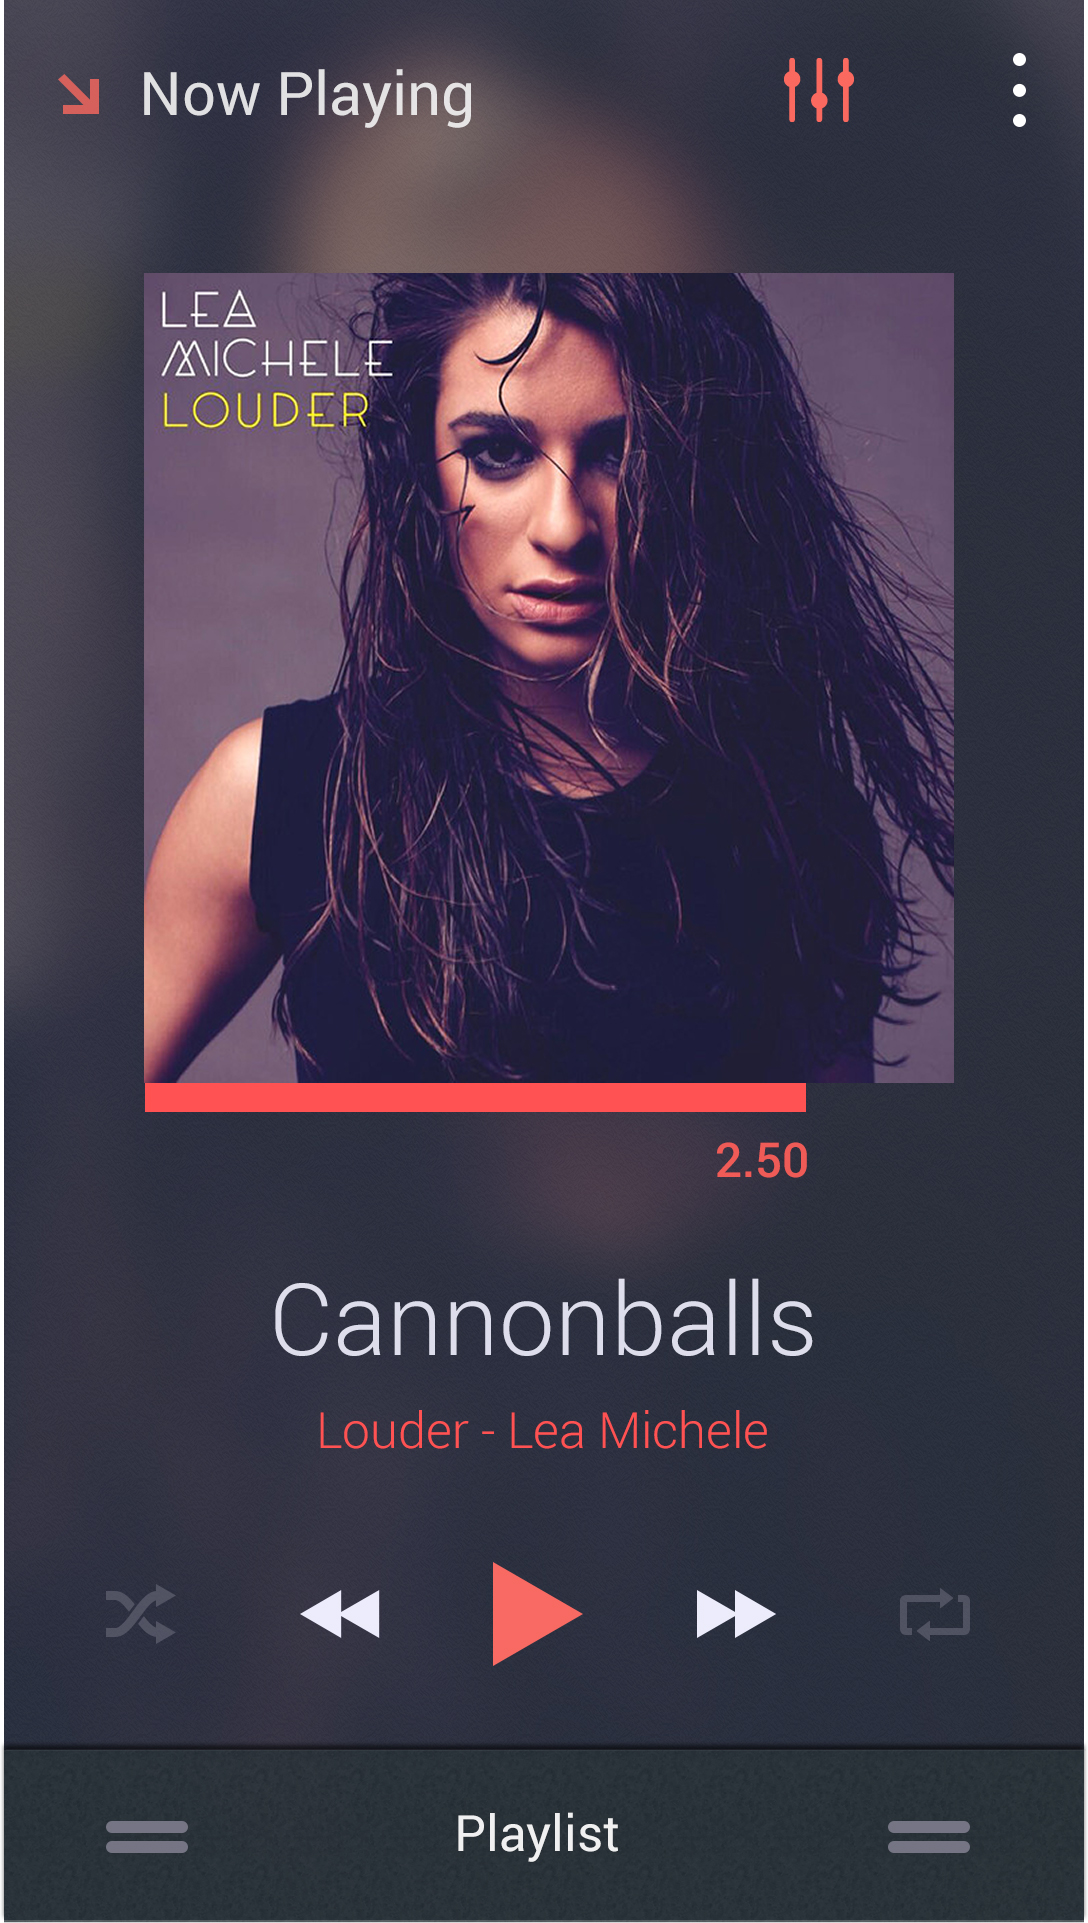 Now Playing
LEA
MICHELE
LOUDER
2.50
Cannonballs
Louder - Lea Michele
Playlist